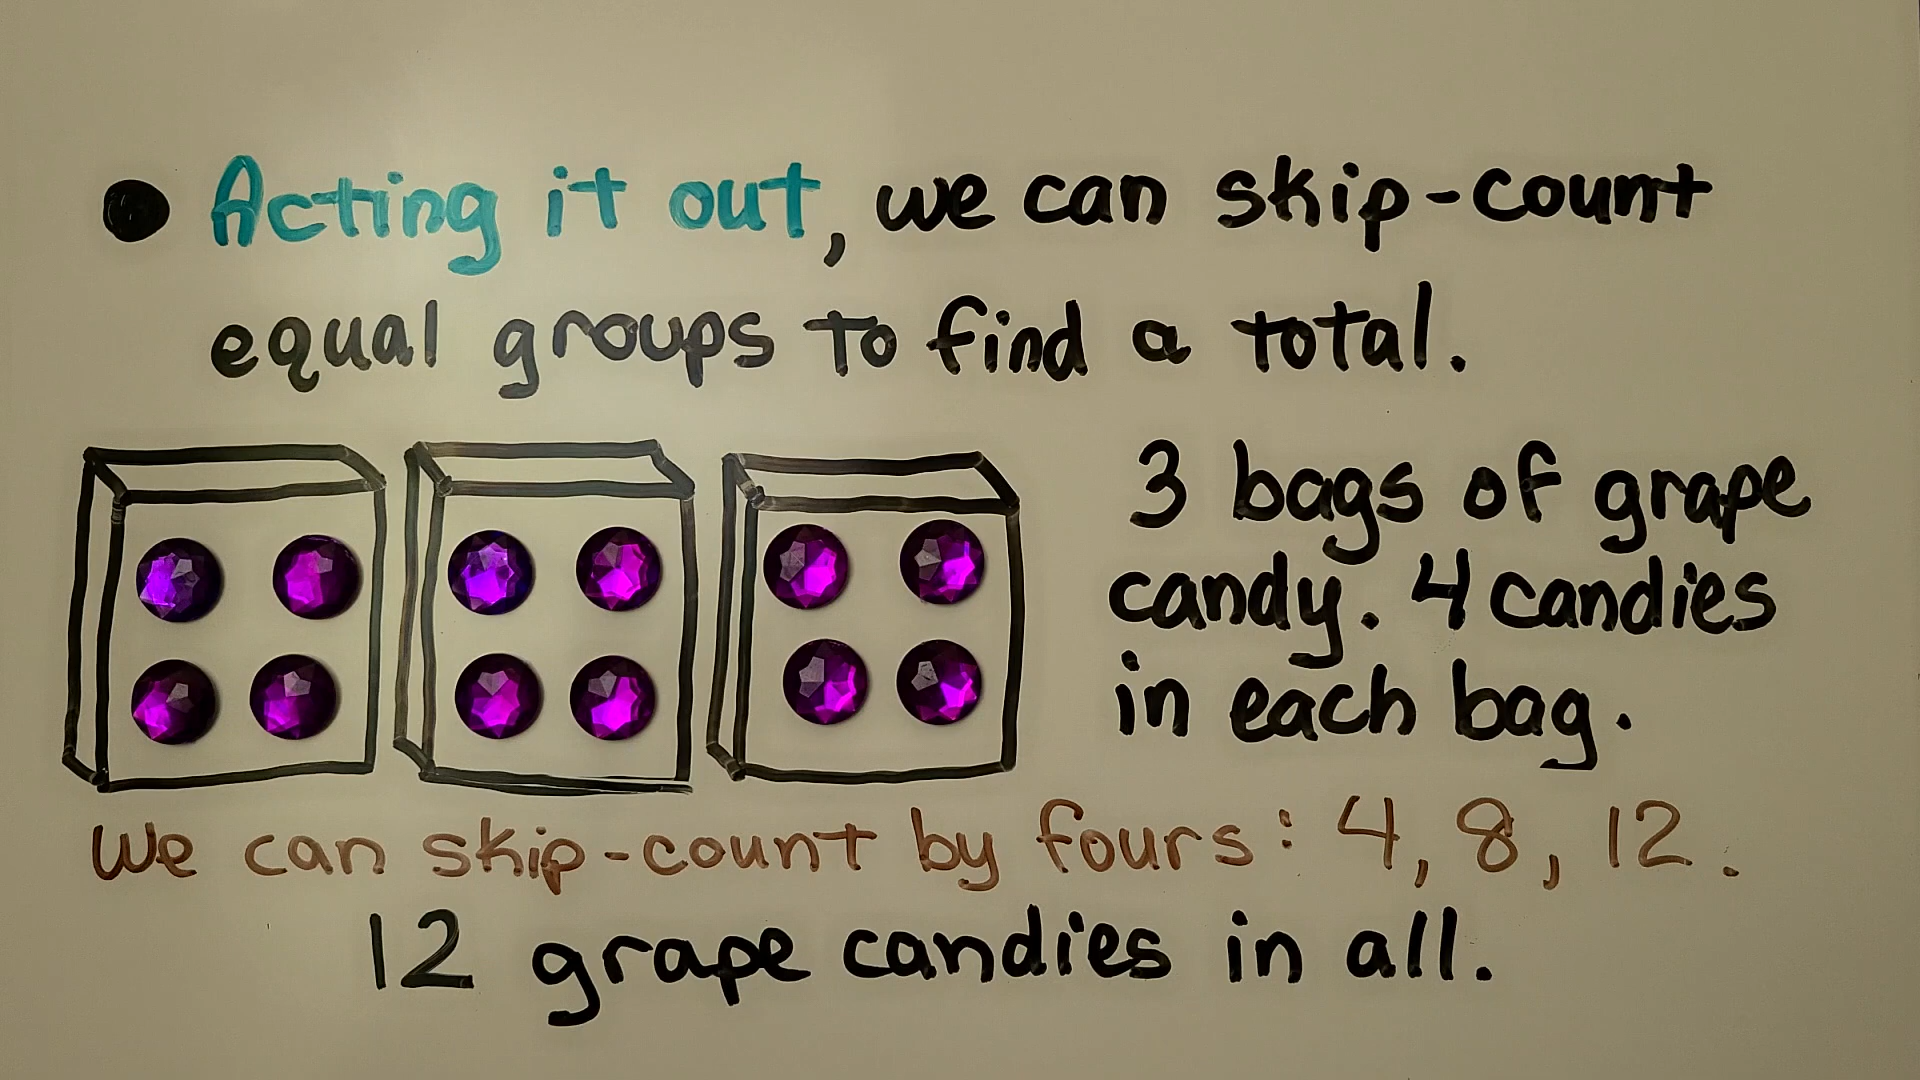 ● Acting it out, we can skip-count
equal groups to find a total.
3 bags of grape
candy. 4 candies
in each bag.
We can skip-count by fours: 4, 8, 12.
12 grape candies in all.